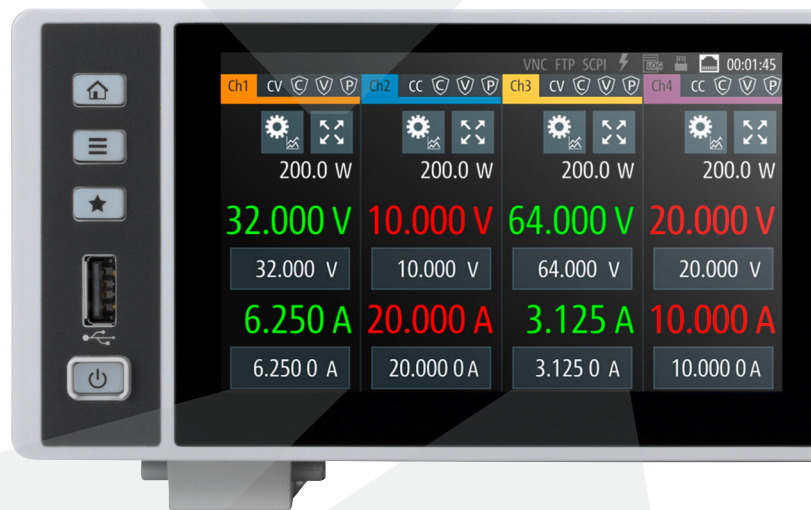 VNC FTP SCPI LOG 00:01:45
Ch1 CV C V P Ch2 CC C V P Ch3 CV C V P Ch4 CC C V P
200.0 W 200.0 W 200.0 W 200.0 W
32.000 V 10.000 V 64.000 V 20.000 V
32.000 V 10.000 V 64.000 V 20.000 V
6.250 A 20.000 A 3.125 A 10.000 A
6.250 0 A 20.000 0 A 3.125 0 A 10.000 0 A